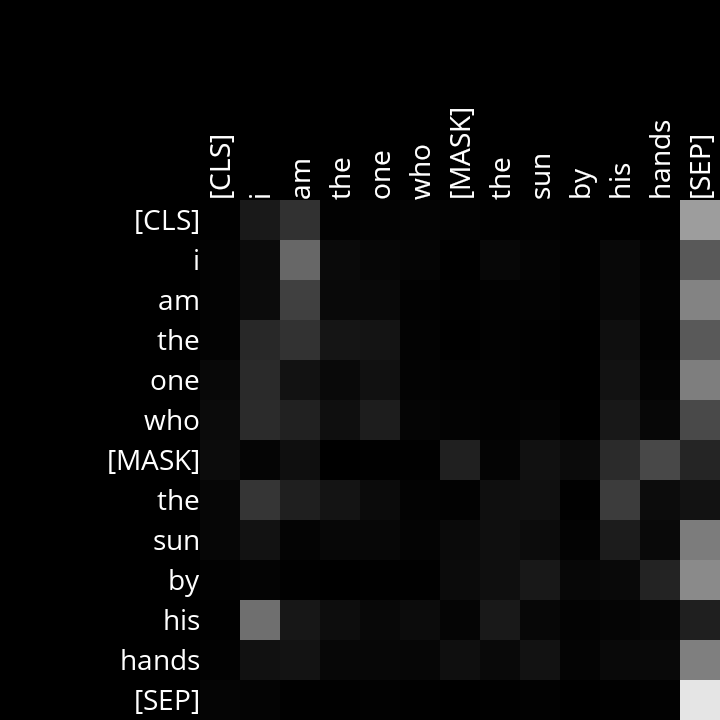 [CLS] i am the one who [MASK] the sun by his hands [SEP]
[CLS]
i
am
the
one
who
[MASK]
the
sun
by
his
hands
[SEP]